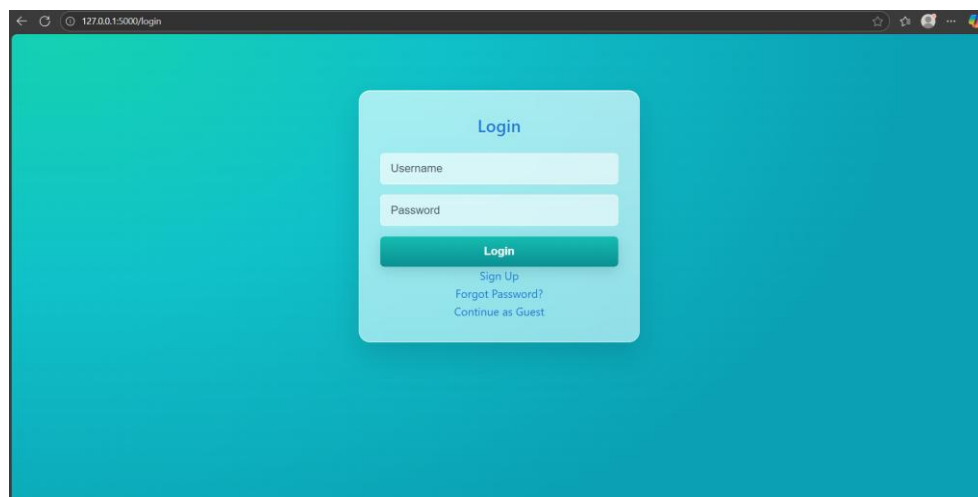 127.0.0.1:5000/login
Login
Username
Password
Login
Sign Up
Forgot Password?
Continue as Guest